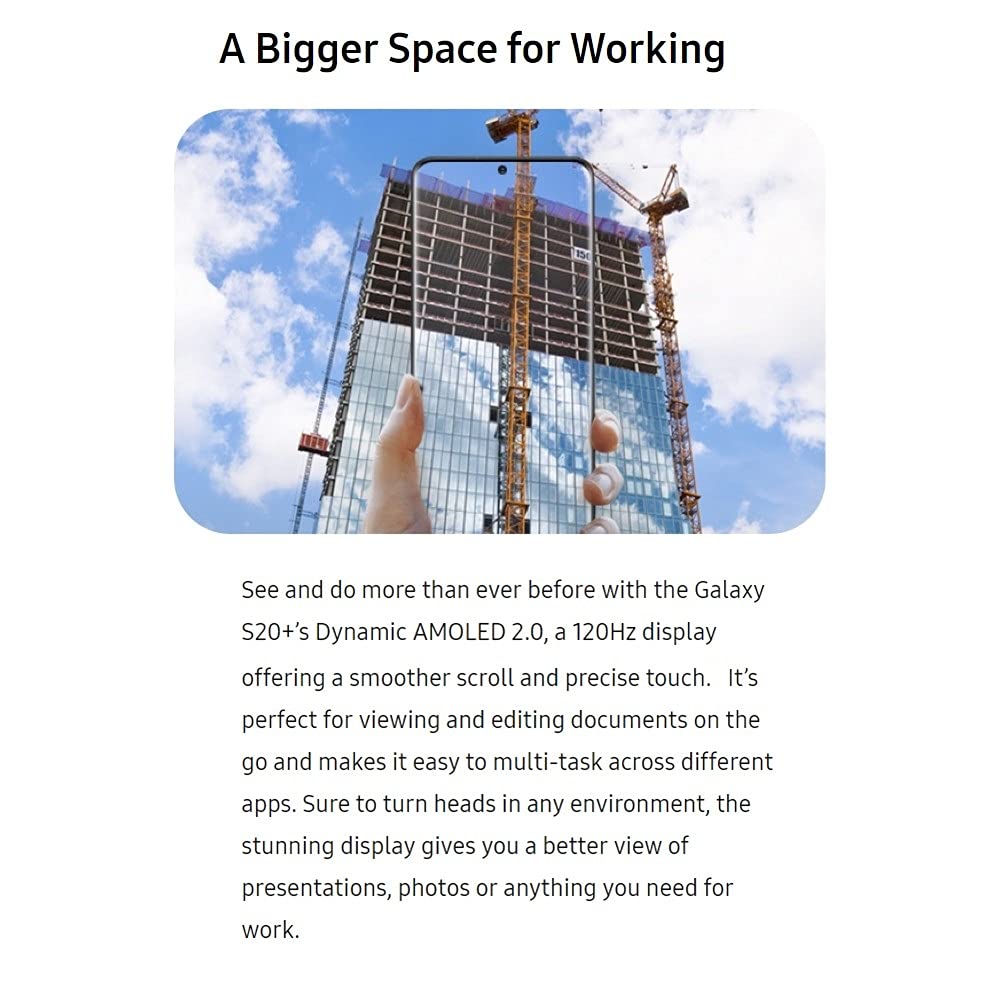 A Bigger Space for Working
150
See and do more than ever before with the Galaxy
S20+’s Dynamic AMOLED 2.0, a 120Hz display
offering a smoother scroll and precise touch.   It’s
perfect for viewing and editing documents on the
go and makes it easy to multi-task across different
apps. Sure to turn heads in any environment, the
stunning display gives you a better view of
presentations, photos or anything you need for
work.